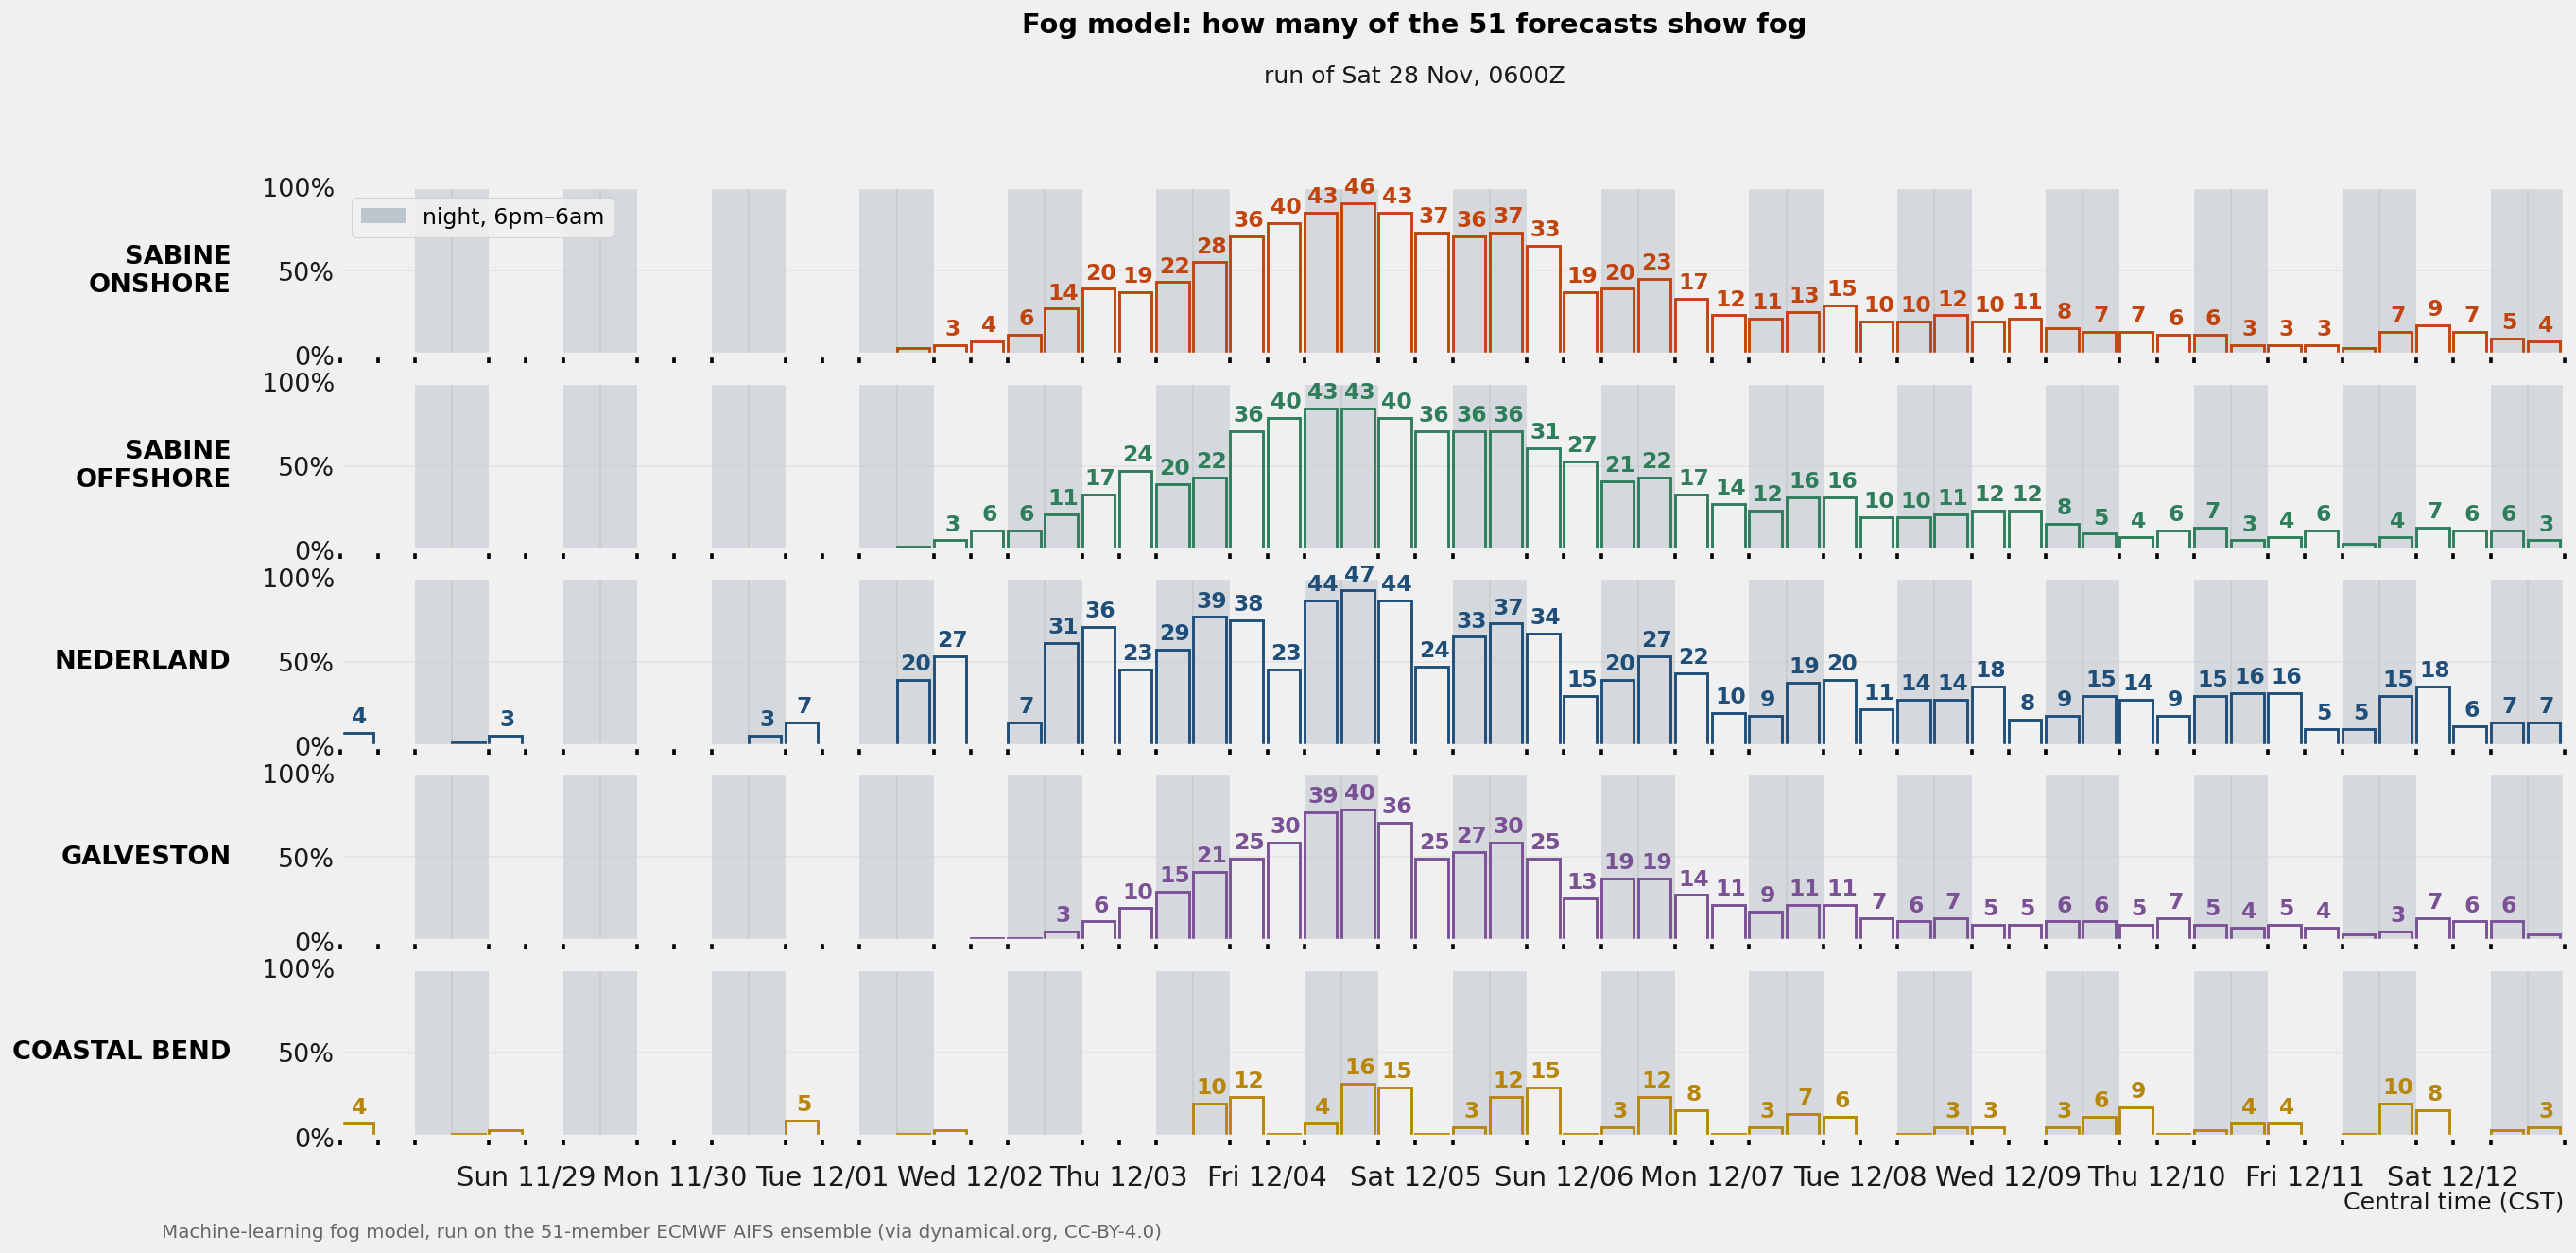 Fog model: how many of the 51 forecasts show fog
run of Sat 28 Nov, 0600Z
night, 6pm–6am
SABINE
ONSHORE
100%
50%
0%
3 4 6 14 20 19 22 28 36 40 43 46 43 37 36 37 33 19 20 23 17 12 11 13 15 10 10 12 10 11 8 7 7 6 6 3 3 3 7 9 7 5 4
SABINE
OFFSHORE
100%
50%
0%
3 6 6 11 17 24 20 22 36 40 43 43 40 36 36 36 31 27 21 22 17 14 12 16 16 10 10 11 12 12 8 5 4 6 7 3 4 6 4 7 6 6 3
NEDERLAND
100%
50%
0%
4 3 3 7 20 27 7 31 36 23 29 39 38 23 44 47 44 24 33 37 34 15 20 27 22 10 9 19 20 11 14 14 18 8 9 15 14 9 15 16 16 5 5 15 18 6 7 7
GALVESTON
100%
50%
0%
3 6 10 15 21 25 30 39 40 36 25 27 30 25 13 19 19 14 11 9 11 11 7 6 7 5 5 6 6 5 7 5 4 5 4 3 7 6 6
COASTAL BEND
100%
50%
0%
4 5 10 12 4 16 15 3 12 15 3 12 8 3 7 6 3 3 3 6 9 4 4 10 8 3
Sun 11/29 Mon 11/30 Tue 12/01 Wed 12/02 Thu 12/03 Fri 12/04 Sat 12/05 Sun 12/06 Mon 12/07 Tue 12/08 Wed 12/09 Thu 12/10 Fri 12/11 Sat 12/12
Central time (CST)
Machine-learning fog model, run on the 51-member ECMWF AIFS ensemble (via dynamical.org, CC-BY-4.0)